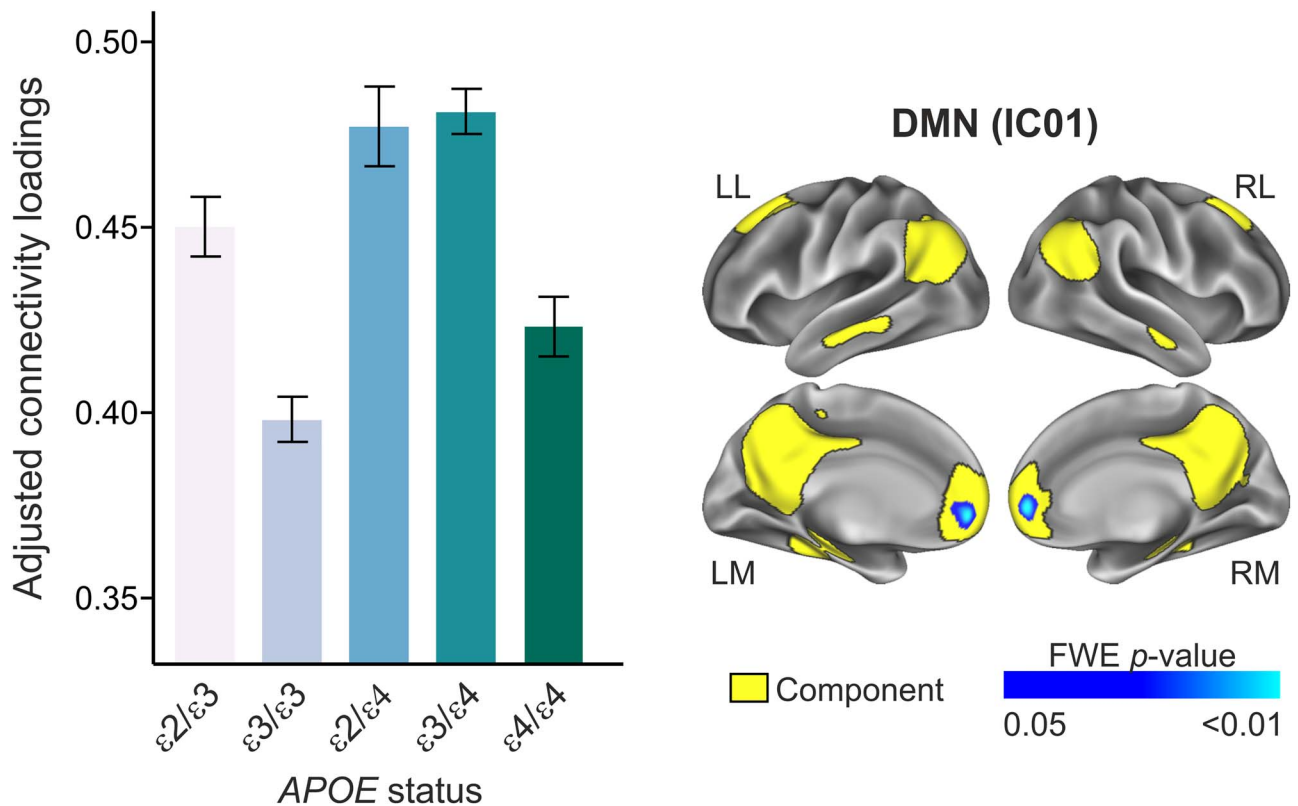 Adjusted connectivity loadings
0.50
0.45
0.40
0.35
ε2/ε3
ε3/ε3
ε2/ε4
ε3/ε4
ε4/ε4
APOE status
DMN (IC01)
LL
RL
LM
RM
Component
FWE p-value
0.05
<0.01